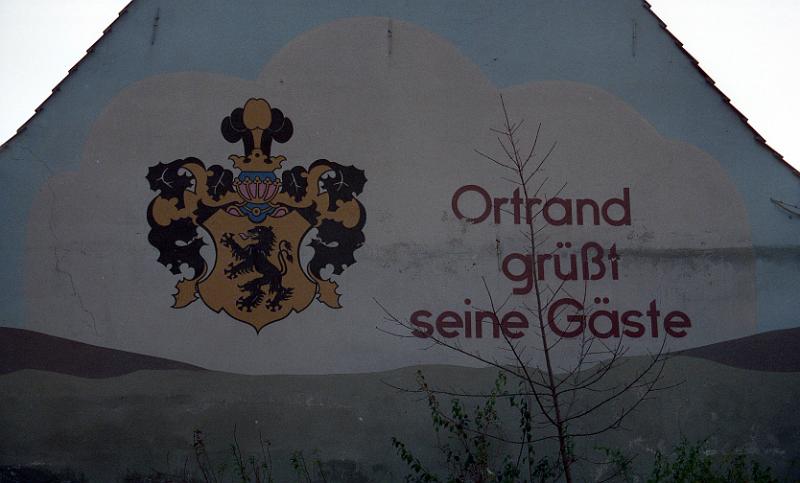 Ortrand
grüßt
seine Gäste